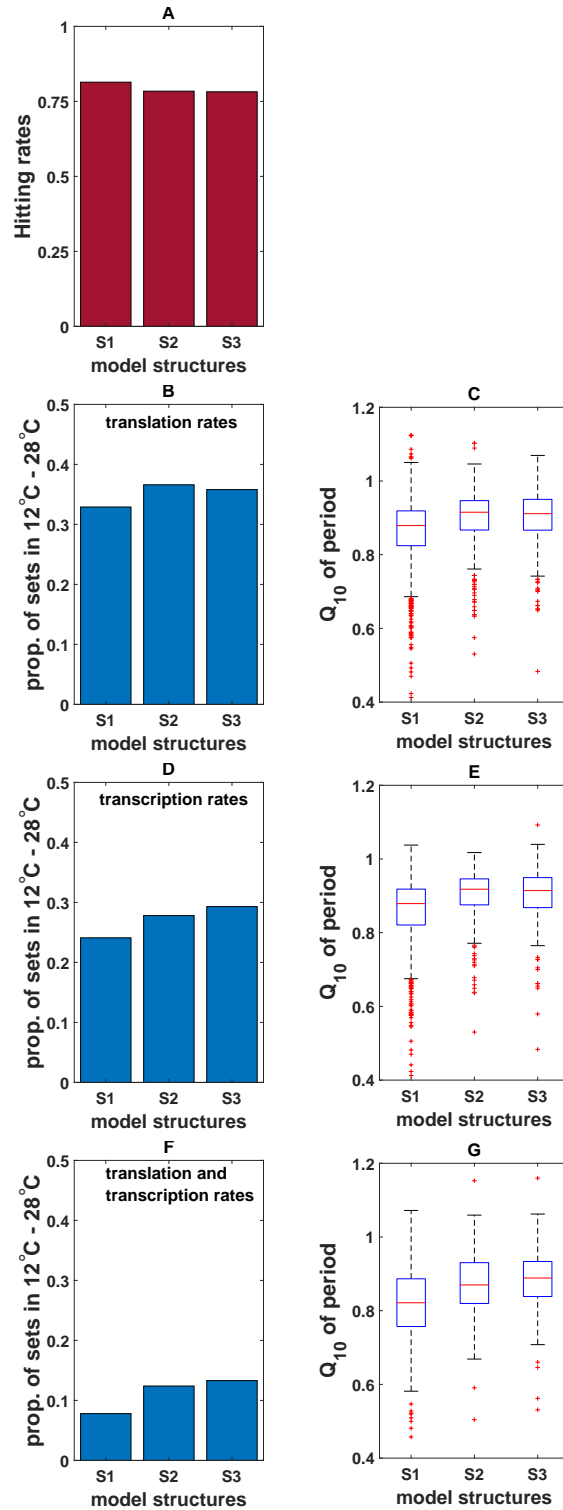 A
1
0.75
0.5
0.25
0
Hitting rates
S1 S2 S3
model structures
B
0.5
0.4
0.3
0.2
0.1
0
prop. of sets in 12°C - 28°C
translation rates
S1 S2 S3
model structures
C
1.2
1
0.8
0.6
0.4
Q10 of period
S1 S2 S3
model structures
D
0.5
0.4
0.3
0.2
0.1
0
prop. of sets in 12°C - 28°C
transcription rates
S1 S2 S3
model structures
E
1.2
1
0.8
0.6
0.4
Q10 of period
S1 S2 S3
model structures
F
0.5
0.4
0.3
0.2
0.1
0
prop. of sets in 12°C - 28°C
translation and
transcription rates
S1 S2 S3
model structures
G
1.2
1
0.8
0.6
0.4
Q10 of period
S1 S2 S3
model structures